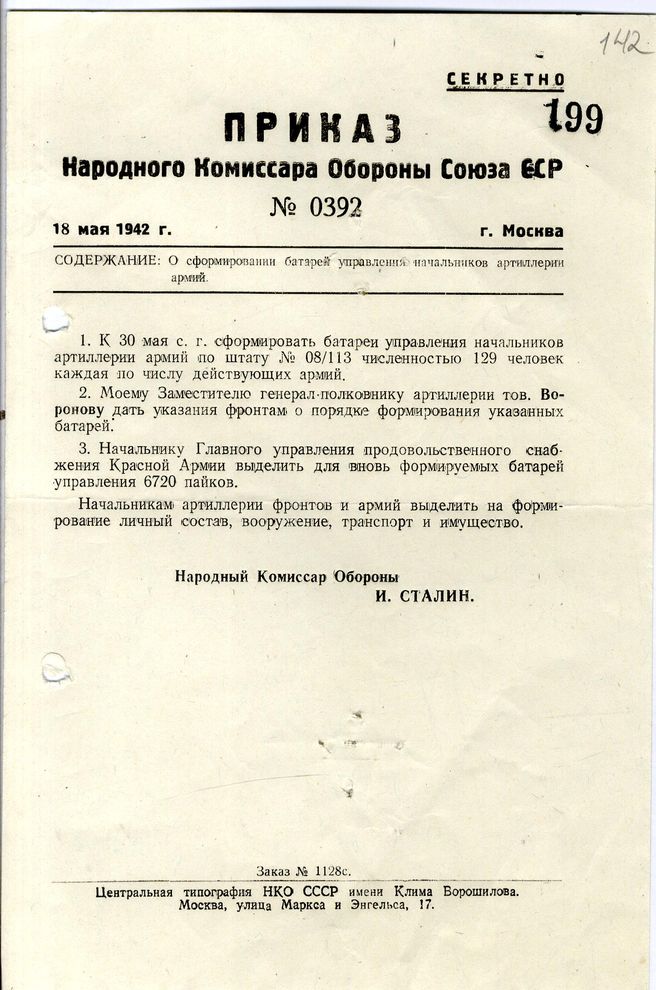 142
СЕКРЕТНО
199
ПРИКАЗ
Народного Комиссара Обороны Союза ССР
№ 0392
18 мая 1942 г. г. Москва
СОДЕРЖАНИЕ: О сформировании батарей управления начальников артиллерии
армий.
1. К 30 мая с. г. сформировать батареи управления начальников
артиллерии армий по штату № 08/113 численностью 129 человек
каждая по числу действующих армий.
2. Моему Заместителю генерал-полковнику артиллерии тов. Во-
ронову дать указания фронтам о порядке формирования указанных
батарей.
3. Начальнику Главного управления продовольственного снаб-
жения Красной Армии выделить для вновь формируемых батарей
управления 6720 пайков.
Начальникам артиллерии фронтов и армий выделить на форми-
рование личный состав, вооружение, транспорт и имущество.
Народный Комиссар Обороны
И. СТАЛИН.
Заказ № 1128с.
Центральная типография НКО СССР имени Клима Ворошилова.
Москва, улица Маркса и Энгельса, 17.